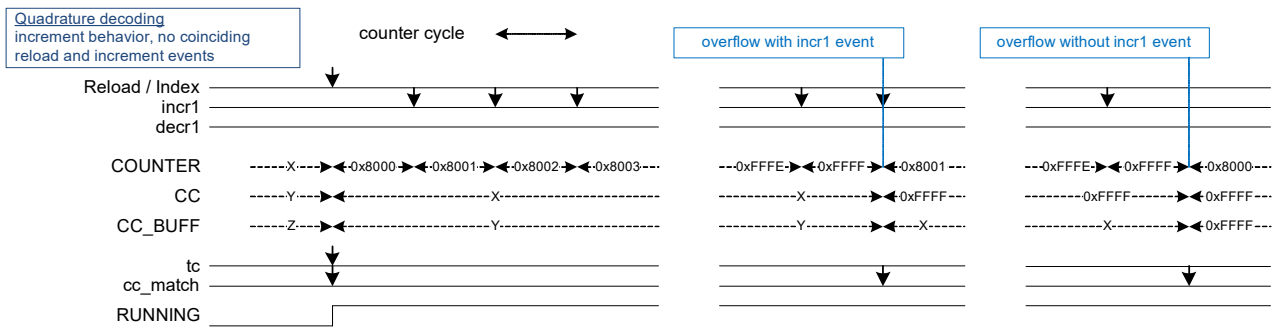 Quadrature decoding
increment behavior, no coinciding
reload and increment events
counter cycle
overflow with incr1 event
overflow without incr1 event
Reload / Index
incr1
decr1
COUNTER X 0x8000 0x8001 0x8002 0x8003 0xFFFE 0xFFFF 0x8001 0xFFFE 0xFFFF 0x8000
CC Y X X 0xFFFF 0xFFFF 0xFFFF
CC_BUFF Z Y Y X X 0xFFFF
tc
cc_match
RUNNING